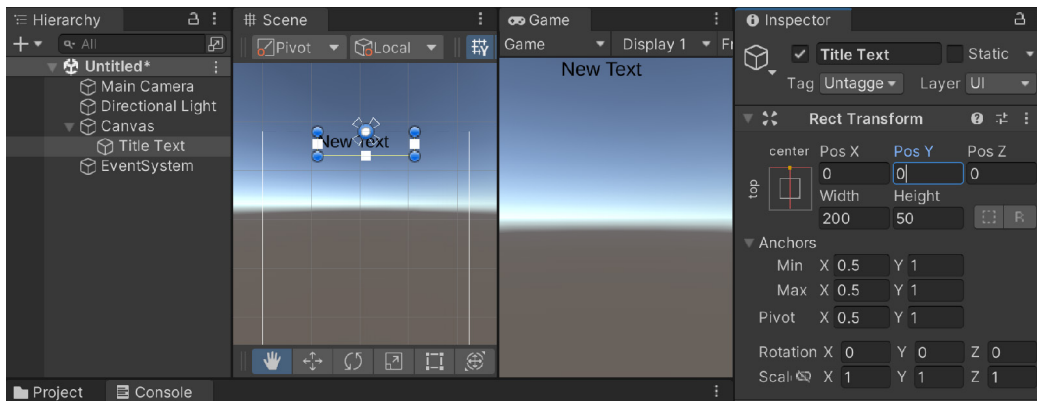 Hierarchy
All
Untitled*
Main Camera
Directional Light
Canvas
Title Text
EventSystem
Scene
Pivot
Local
New Text
Game
Game
Display 1
New Text
Inspector
Title Text
Static
Tag Untagge
Layer UI
Rect Transform
center Pos X Pos Y Pos Z
top
0 0 0
Width Height
200 50
R
Anchors
Min X 0.5 Y 1
Max X 0.5 Y 1
Pivot X 0.5 Y 1
Rotation X 0 Y 0 Z 0
Scal X 1 Y 1 Z 1
Project
Console